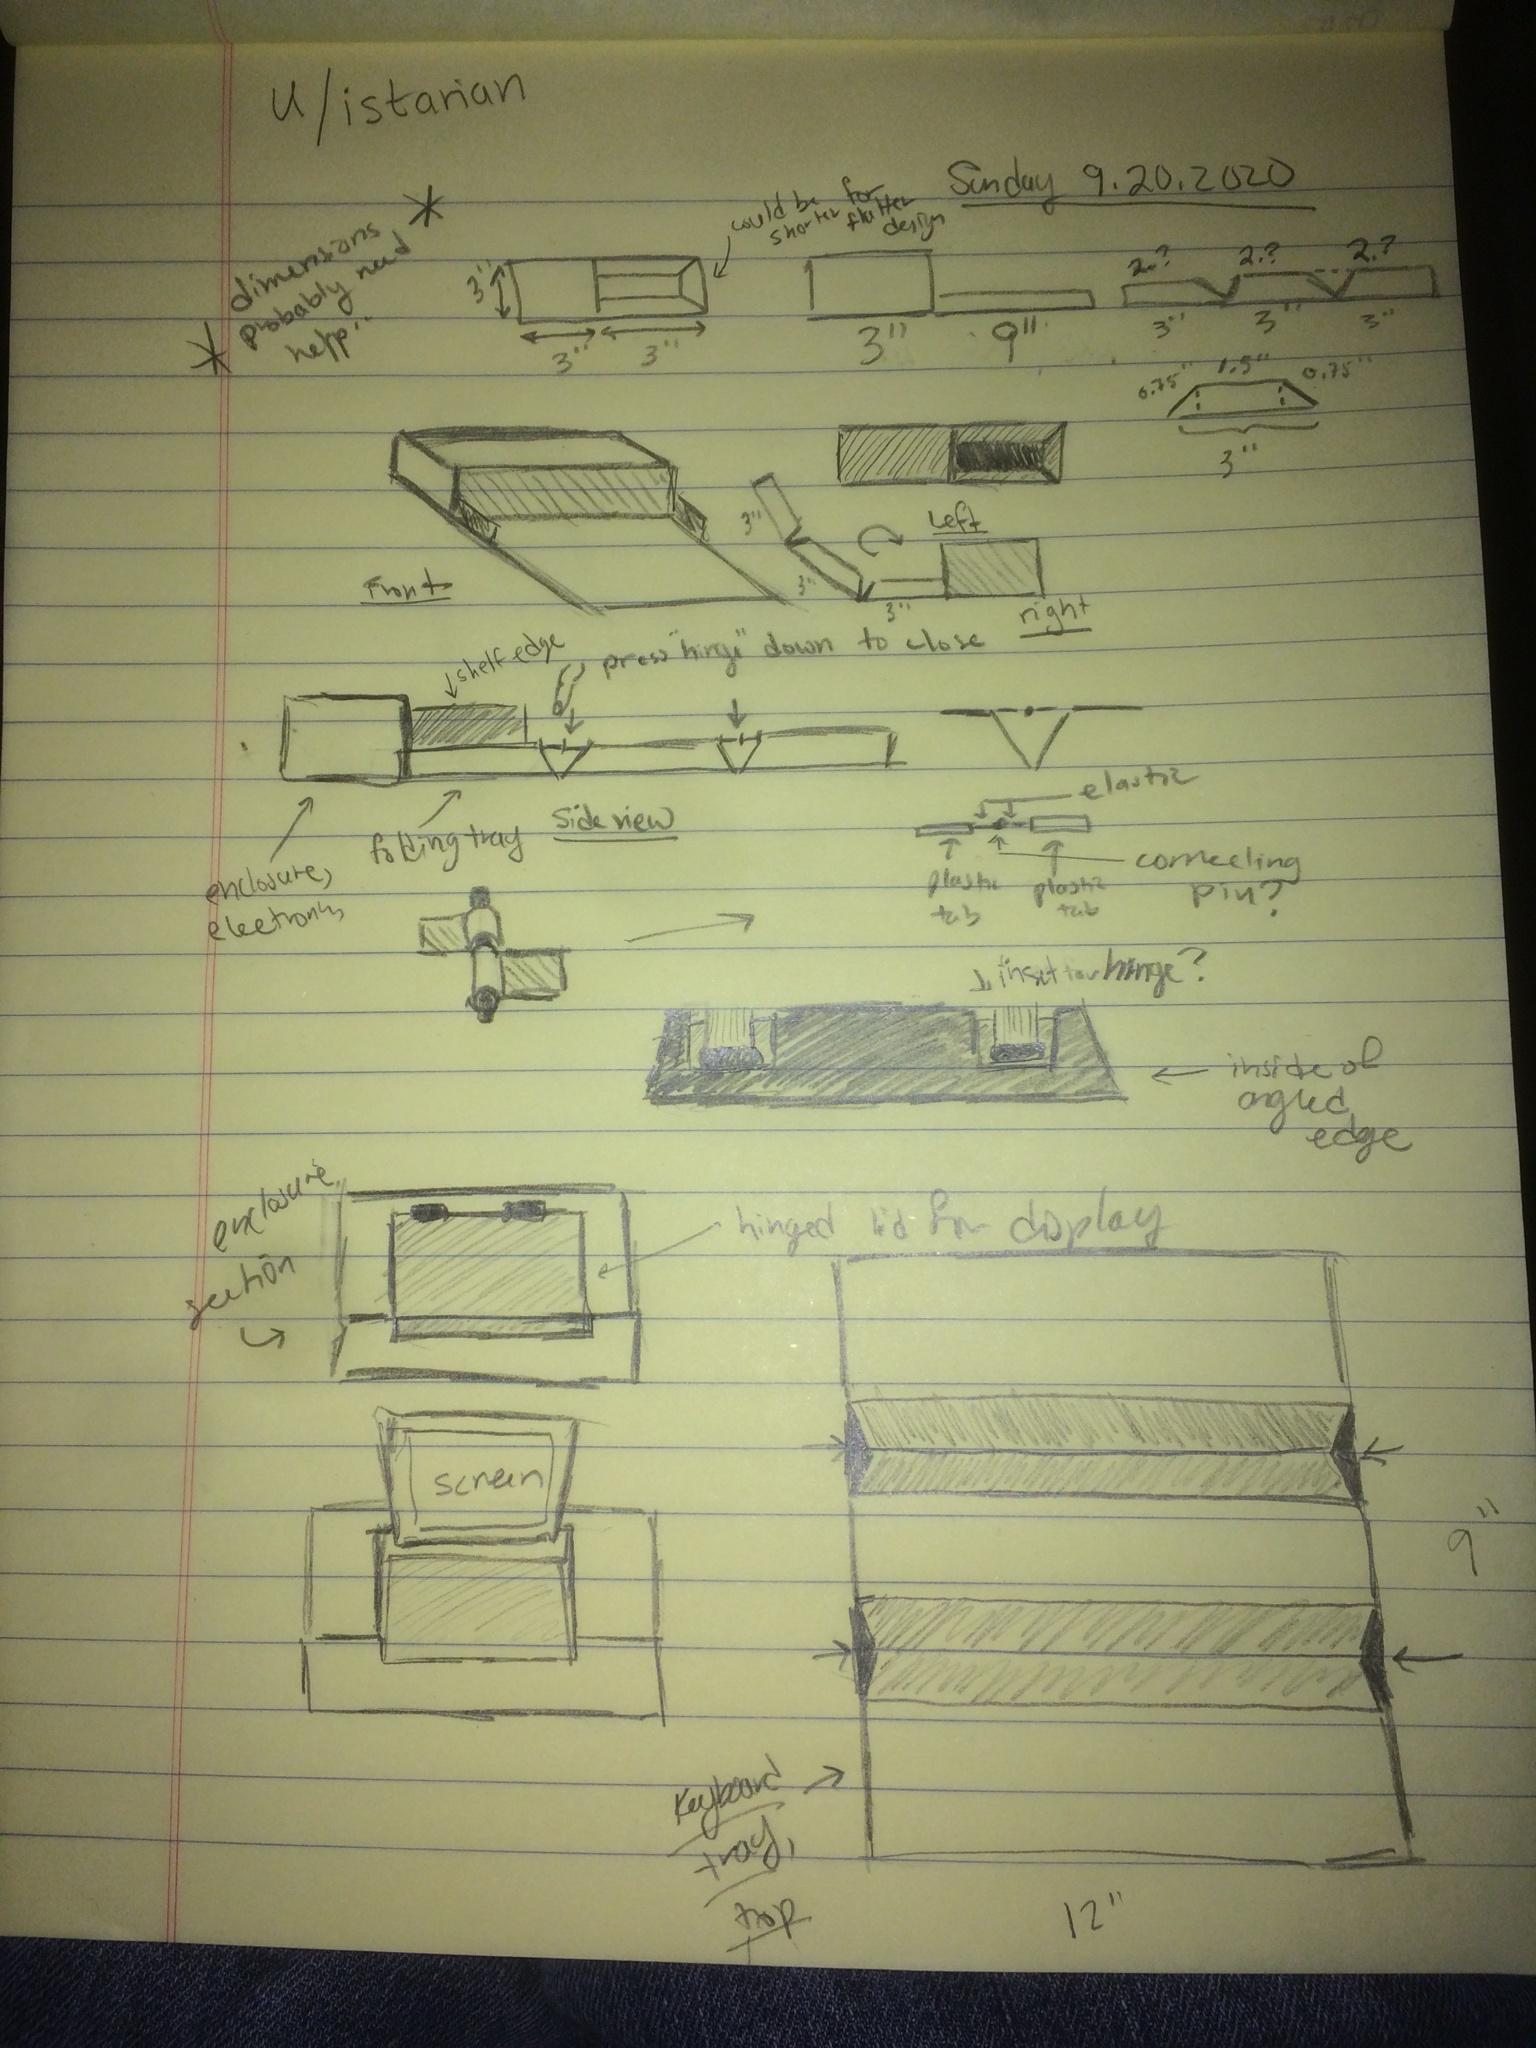 u/istarian
Sunday 9.20.2020
* dimensions
probably need
help.. *
could be
shorter for
flatter
design
3"
3" 3"
3" 9"
2.? 2.? 2.?
3" 3" 3"
0.75" 1.5" 0.75"
3"
Front
3"
3"
3"
Left
right
shelf edge
press "hinge" down to close
enclosure,
electronics
folding tray
Side view
elastic
plastic
tab
plastic
tab
connecting
pin?
inset for hinge?
inside of
angled
edge
enclosure
section
hinged lid for display
screen
9"
Keyboard
tray,
top
12"